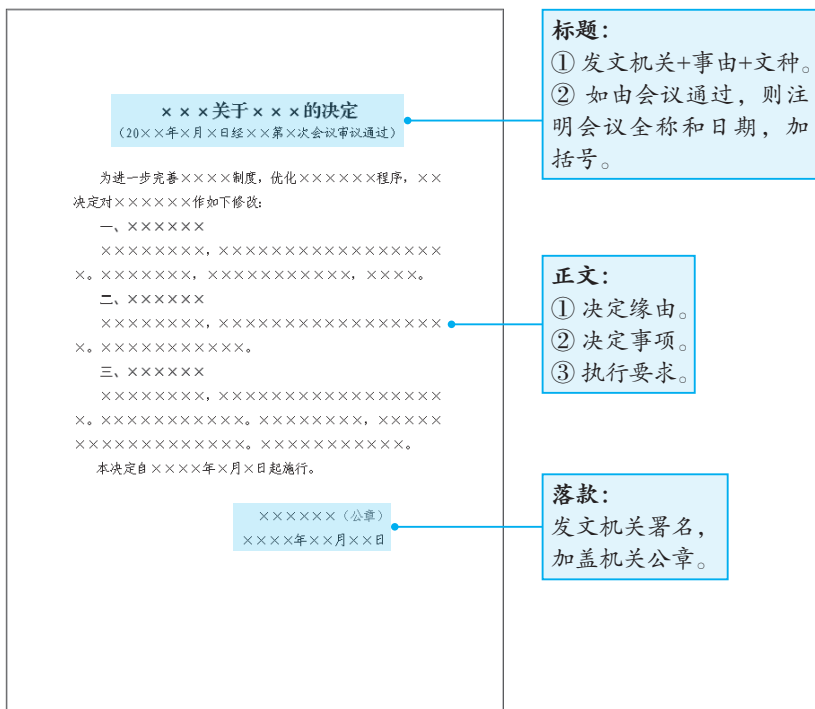 ×××关于×××的决定
（20××年×月×日经××第×次会议审议通过）
为进一步完善××××制度，优化××××××程序，××
决定对××××××作如下修改：
一、××××××
××××××××，×××××××××××××××××
×。×××××××，×××××××××××，××××。
二、××××××
××××××××，×××××××××××××××××
×。×××××××××××。
三、××××××
××××××××，×××××××××××××××××
×。×××××××××××。××××××××，×××××
×××××××××××××。×××××××××××。
本决定自××××年×月×日起施行。
××××××（公章）
××××年××月××日
标题：
① 发文机关+事由+文种。
② 如由会议通过，则注
明会议全称和日期，加
括号。
正文：
① 决定缘由。
② 决定事项。
③ 执行要求。
落款：
发文机关署名，
加盖机关公章。